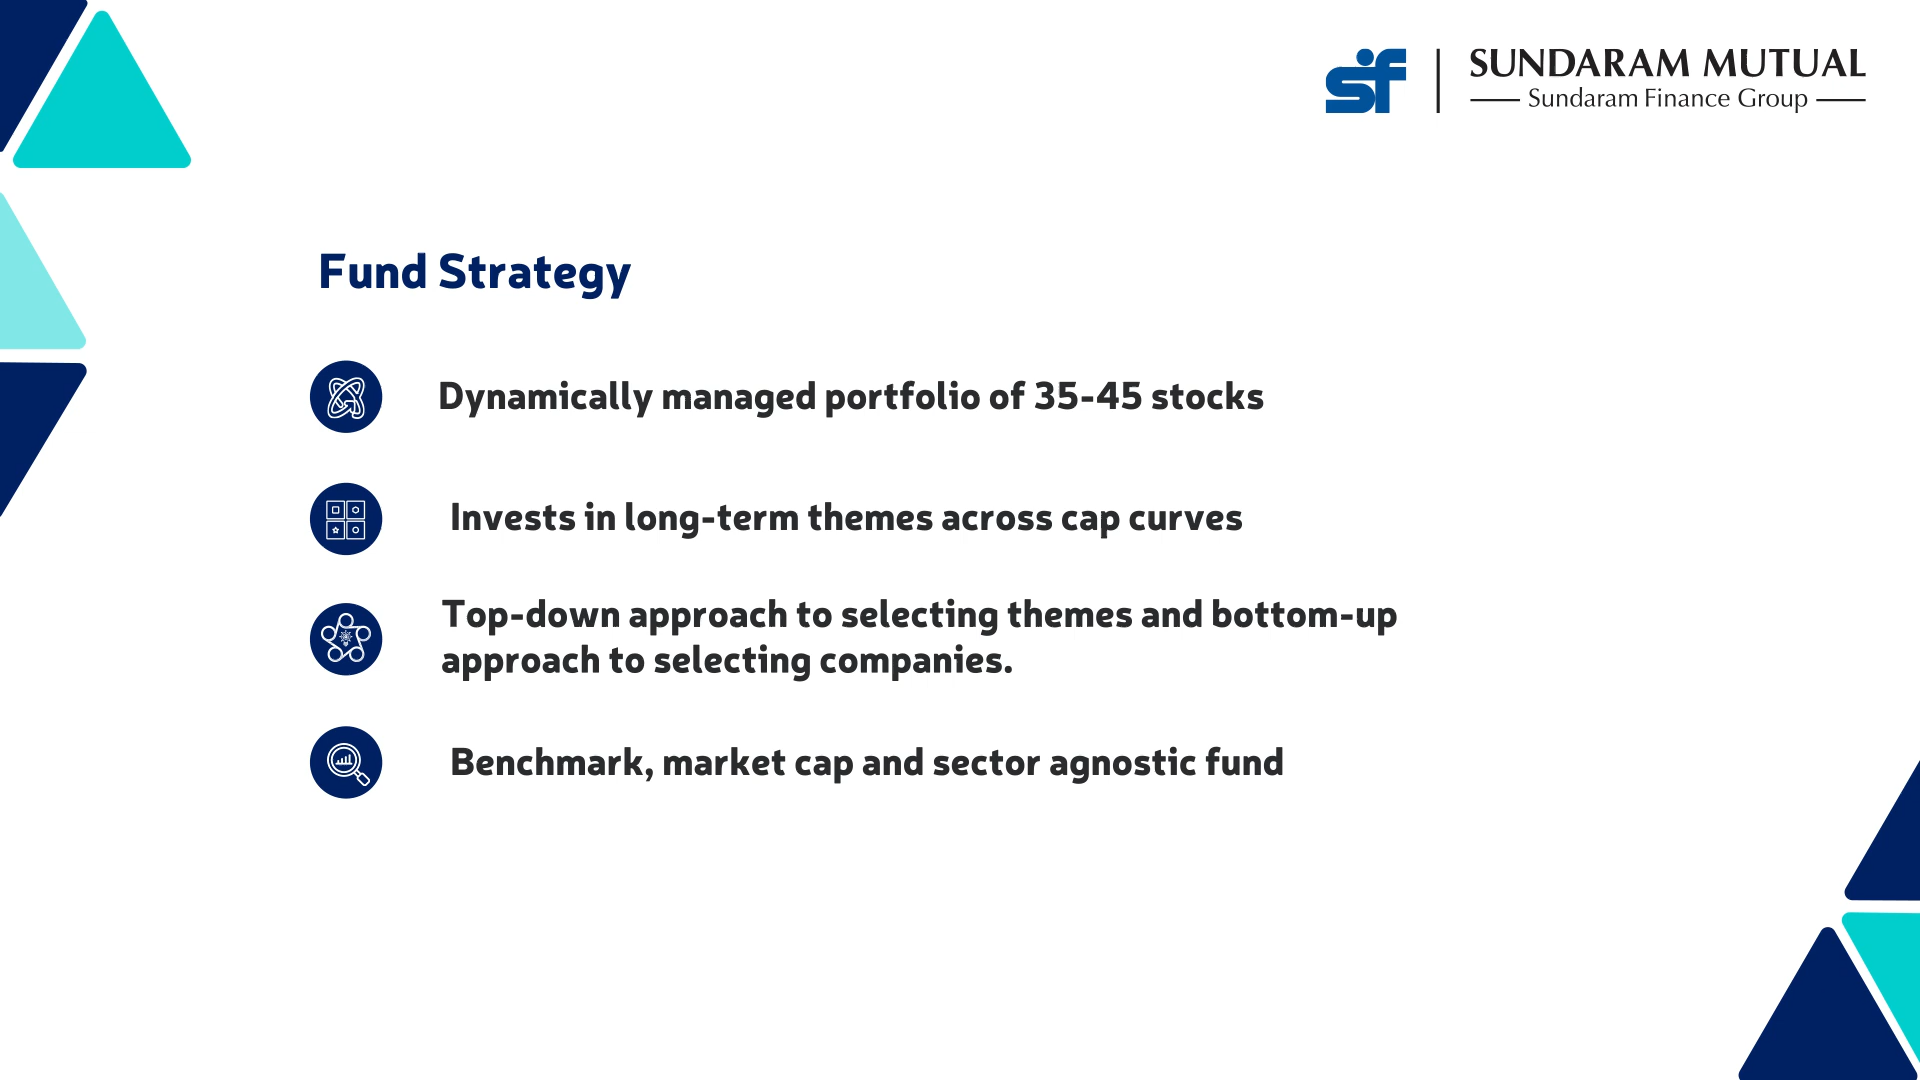 SUNDARAM MUTUAL
Sundaram Finance Group
Fund Strategy
Dynamically managed portfolio of 35-45 stocks
Invests in long-term themes across cap curves
Top-down approach to selecting themes and bottom-up
approach to selecting companies.
Benchmark, market cap and sector agnostic fund